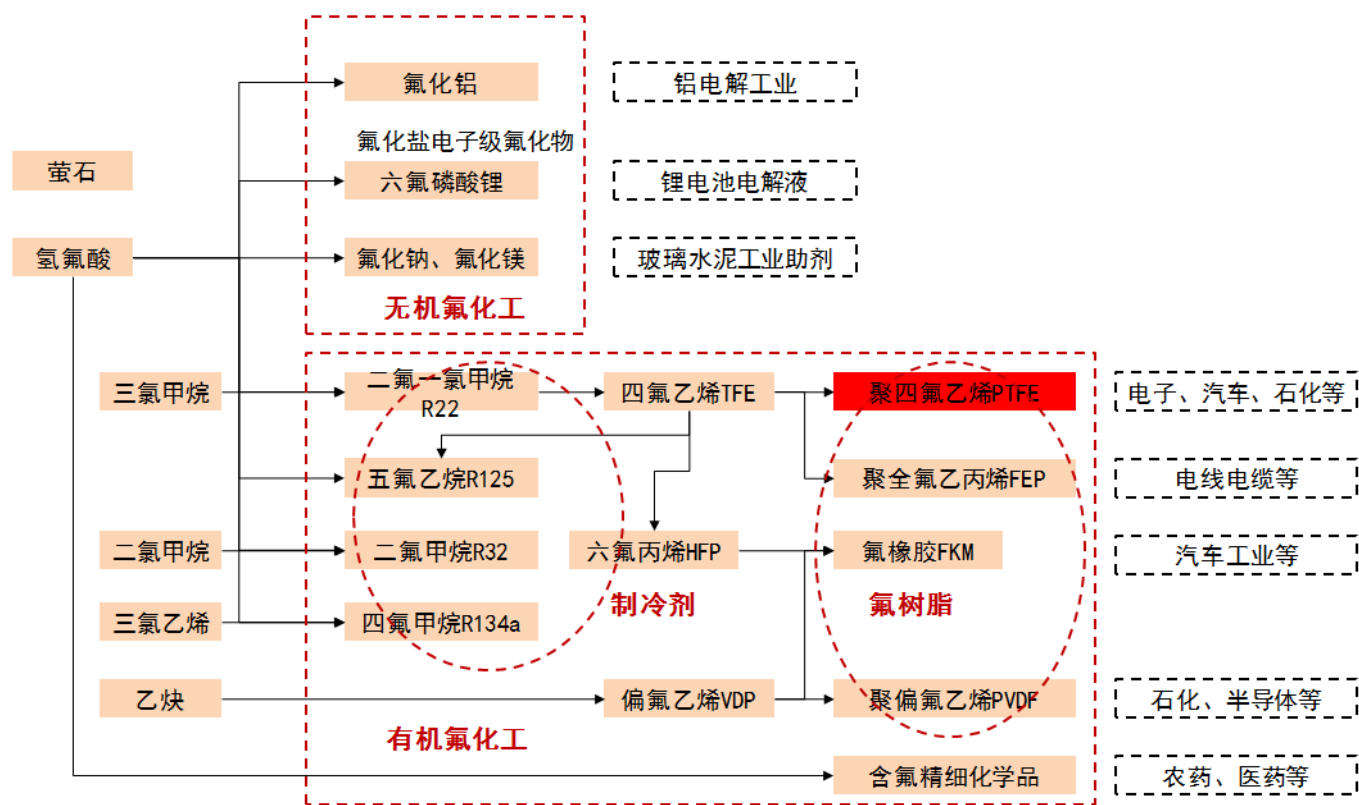 氟化铝
铝电解工业
氟化盐电子级氟化物
萤石
六氟磷酸锂
锂电池电解液
氢氟酸
氟化钠、氟化镁
玻璃水泥工业助剂
无机氟化工
三氯甲烷
二氟一氯甲烷
R22
四氟乙烯TFE
聚四氟乙烯PTFE
电子、汽车、石化等
五氟乙烷R125
聚全氟乙丙烯FEP
电线电缆等
二氯甲烷
二氟甲烷R32
六氟丙烯HFP
氟橡胶FKM
汽车工业等
制冷剂
氟树脂
三氯乙烯
四氟甲烷R134a
乙炔
偏氟乙烯VDP
聚偏氟乙烯PVDF
石化、半导体等
有机氟化工
含氟精细化学品
农药、医药等